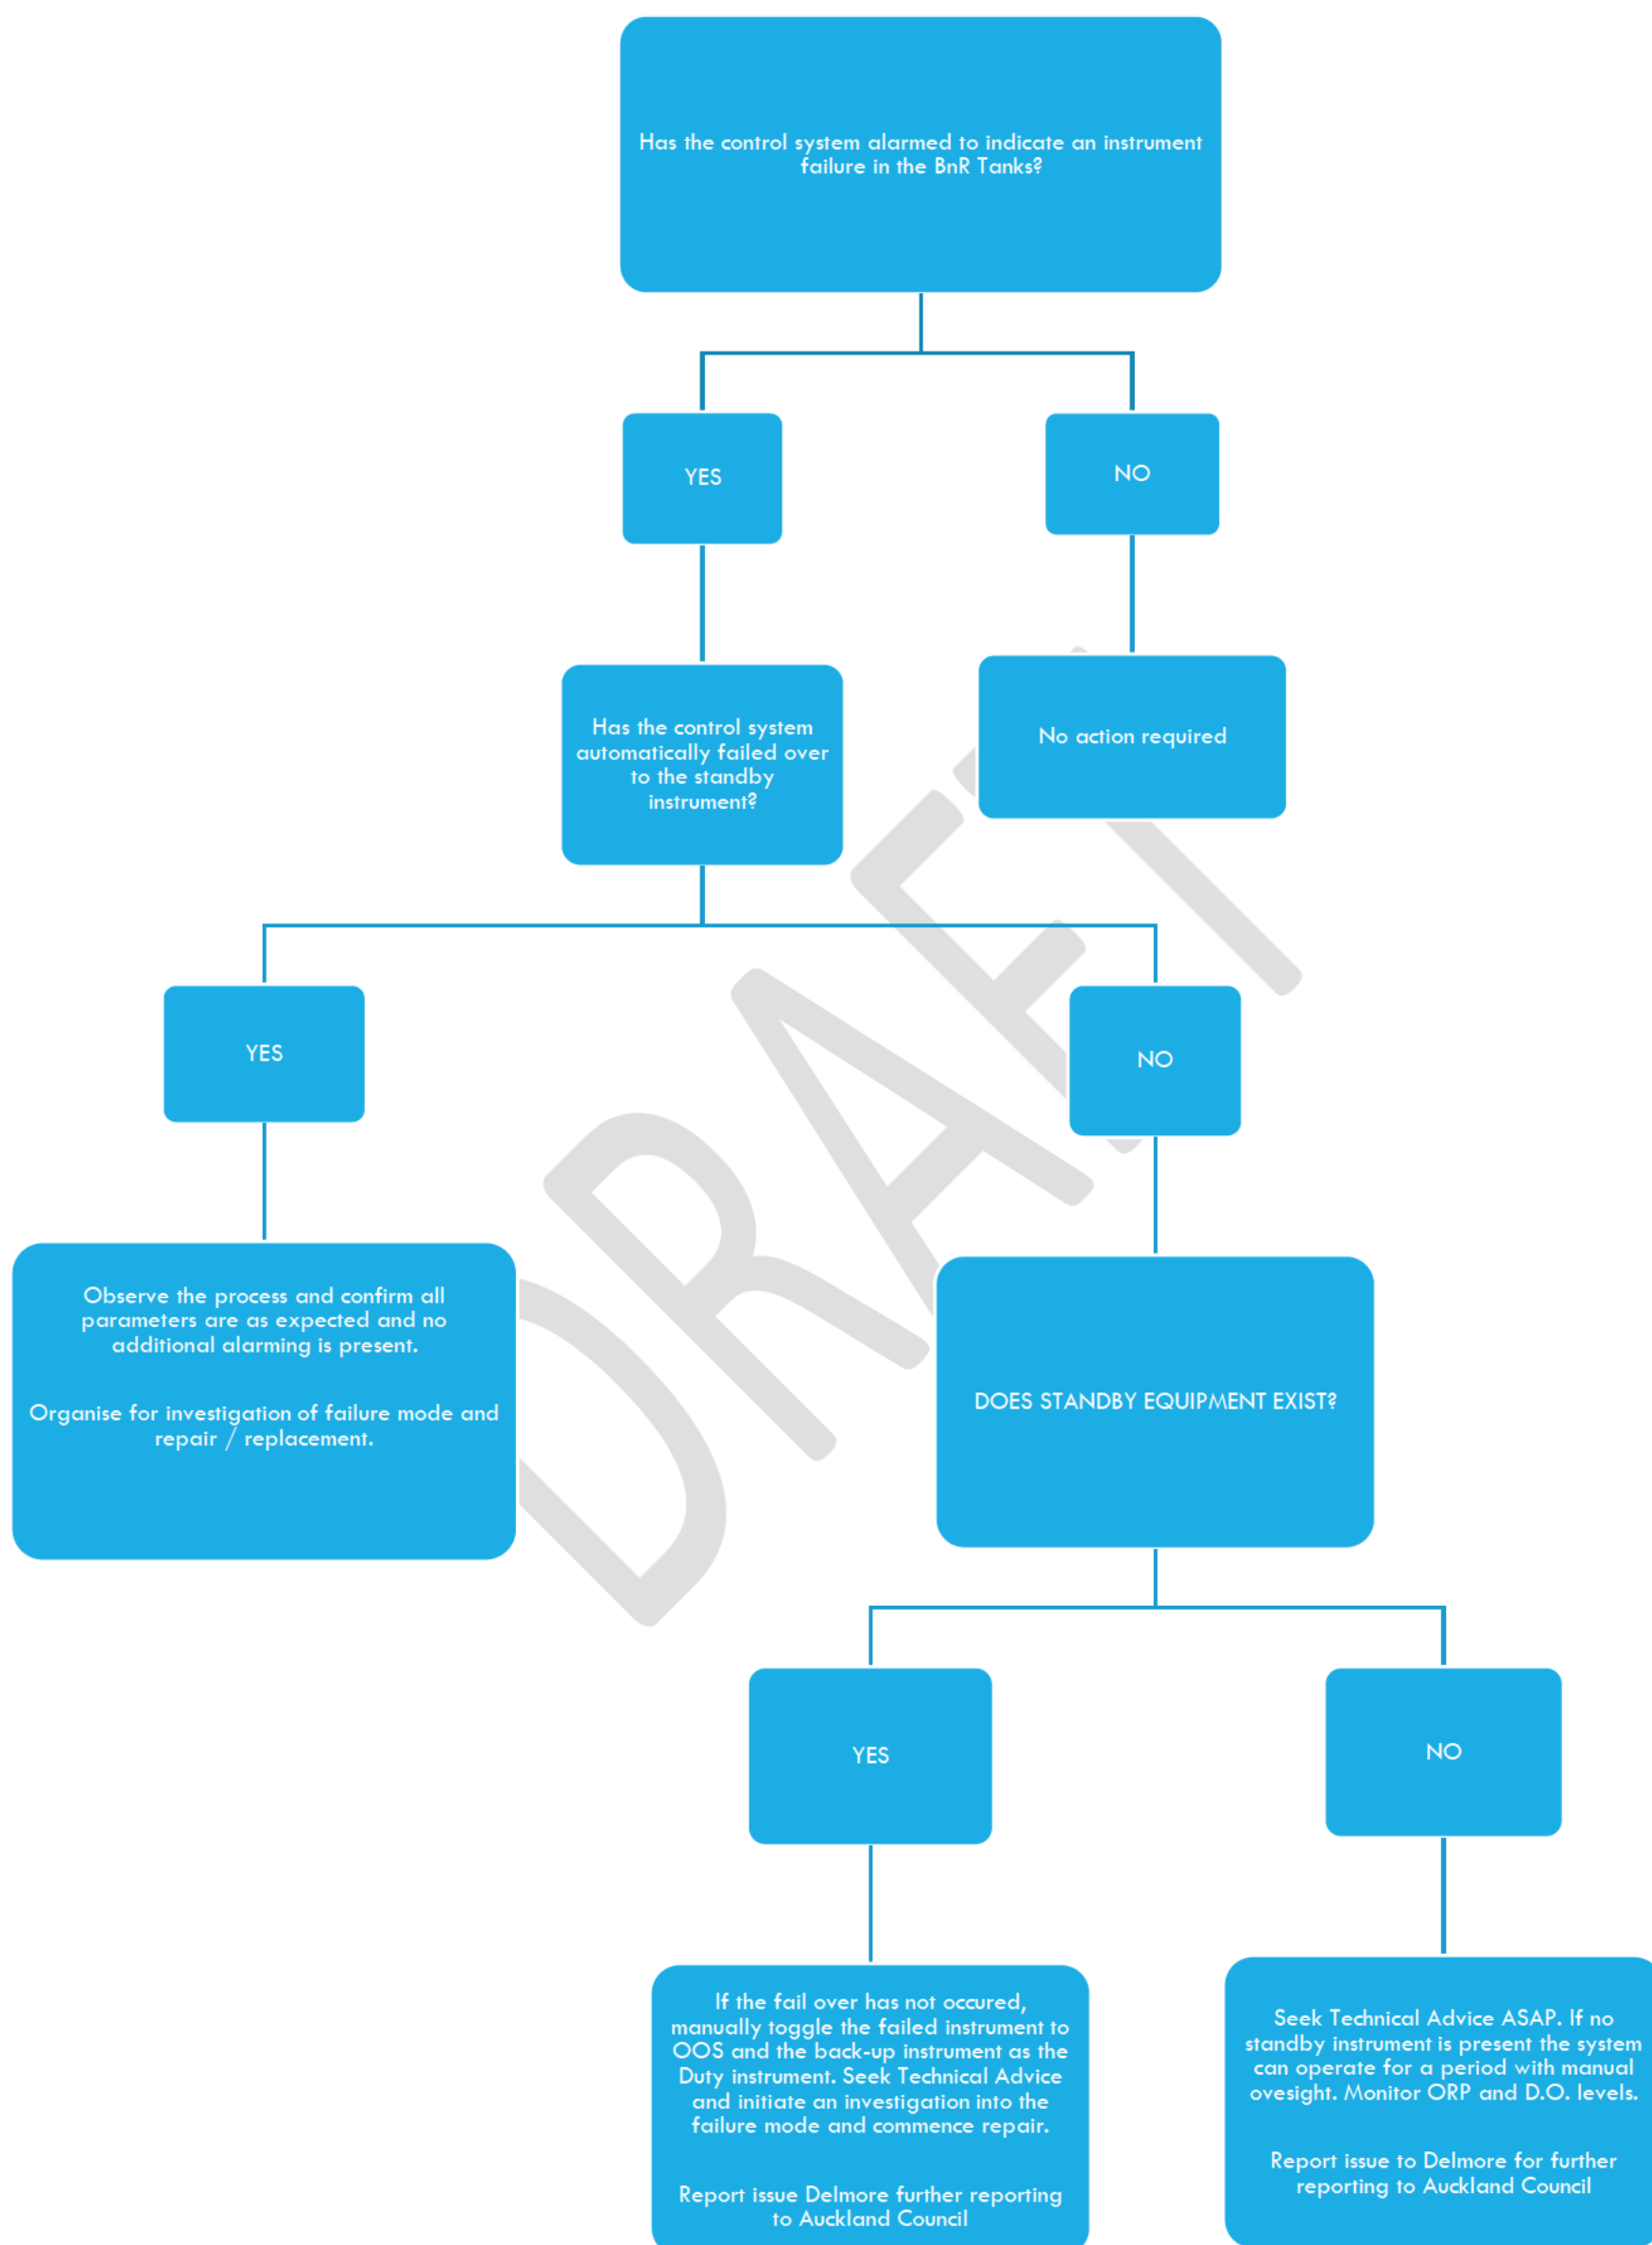 Has the control system alarmed to indicate an instrument
failure in the BnR Tanks?
YES
NO
Has the control system
automatically failed over
to the standby
instrument?
No action required
YES
NO
Observe the process and confirm all
parameters are as expected and no
additional alarming is present.
Organise for investigation of failure mode and
repair / replacement.
DOES STANDBY EQUIPMENT EXIST?
YES
NO
If the fail over has not occured,
manually toggle the failed instrument to
OOS and the back-up instrument as the
Duty instrument. Seek Technical Advice
and initiate an investigation into the
failure mode and commence repair.
Report issue Delmore further reporting
to Auckland Council
Seek Technical Advice ASAP. If no
standby instrument is present the system
can operate for a period with manual
ovesight. Monitor ORP and D.O. levels.
Report issue to Delmore for further
reporting to Auckland Council
DRAFT